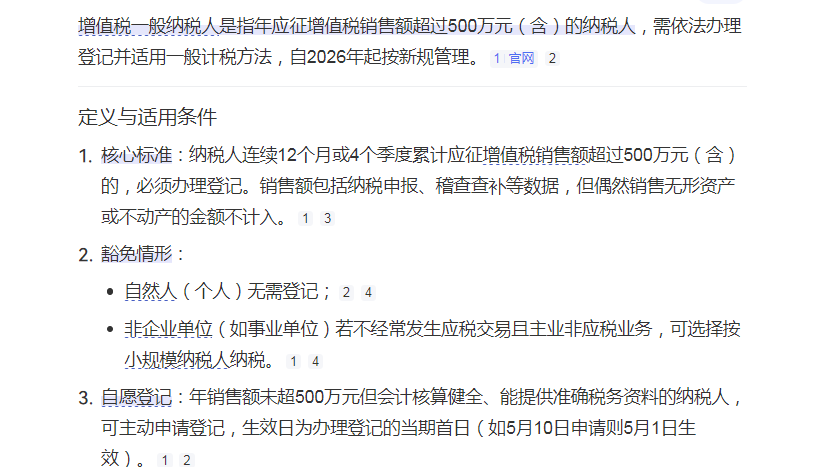 增值税一般纳税人是指年应征增值税销售额超过500万元（含）的纳税人，需依法办理
登记并适用一般计税方法，自2026年起按新规管理。 1 官网 2
定义与适用条件
1. 核心标准：纳税人连续12个月或4个季度累计应征增值税销售额超过500万元（含）
的，必须办理登记。销售额包括纳税申报、稽查查补等数据，但偶然销售无形资产
或不动产的金额不计入。 1 3
2. 豁免情形：
• 自然人（个人）无需登记； 2 4
• 非企业单位（如事业单位）若不经常发生应税交易且主业非应税业务，可选择按
小规模纳税人纳税。 1 4
3. 自愿登记：年销售额未超500万元但会计核算健全、能提供准确税务资料的纳税人，
可主动申请登记，生效日为办理登记的当期首日（如5月10日申请则5月1日生
效）。 1 2